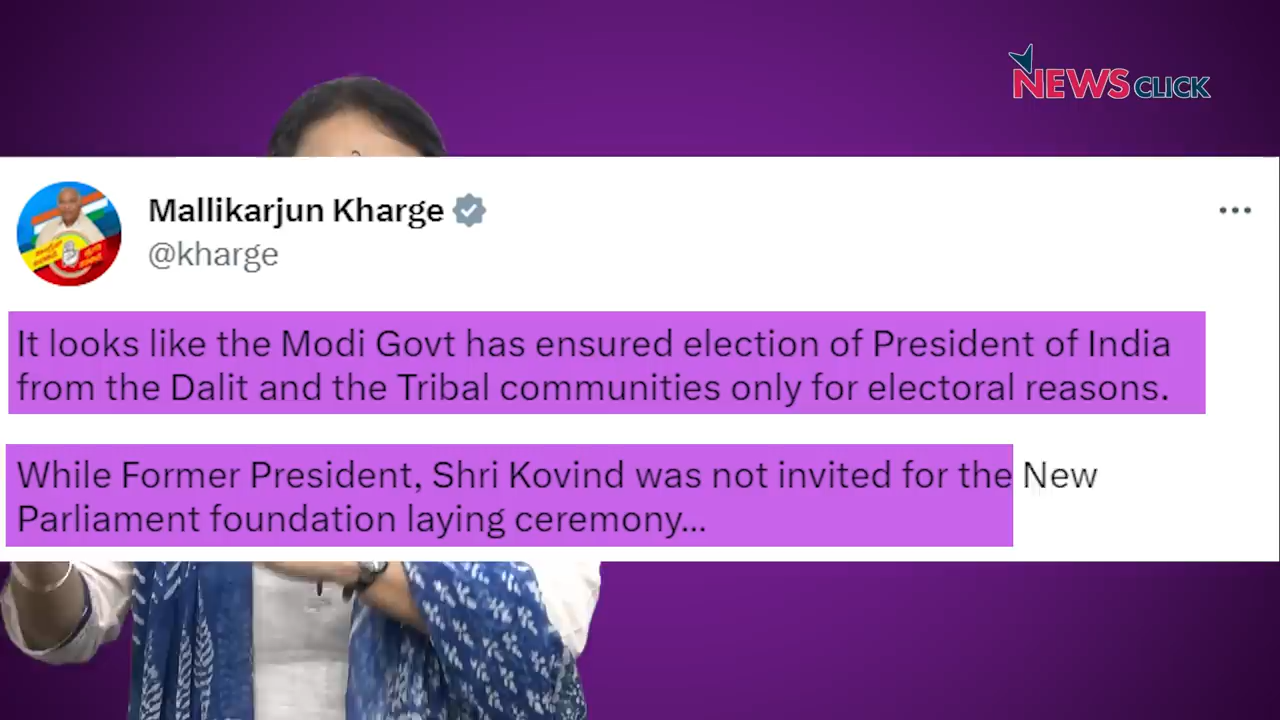 NEWSCLICK
Mallikarjun Kharge
@kharge
It looks like the Modi Govt has ensured election of President of India
from the Dalit and the Tribal communities only for electoral reasons.
While Former President, Shri Kovind was not invited for the New
Parliament foundation laying ceremony...